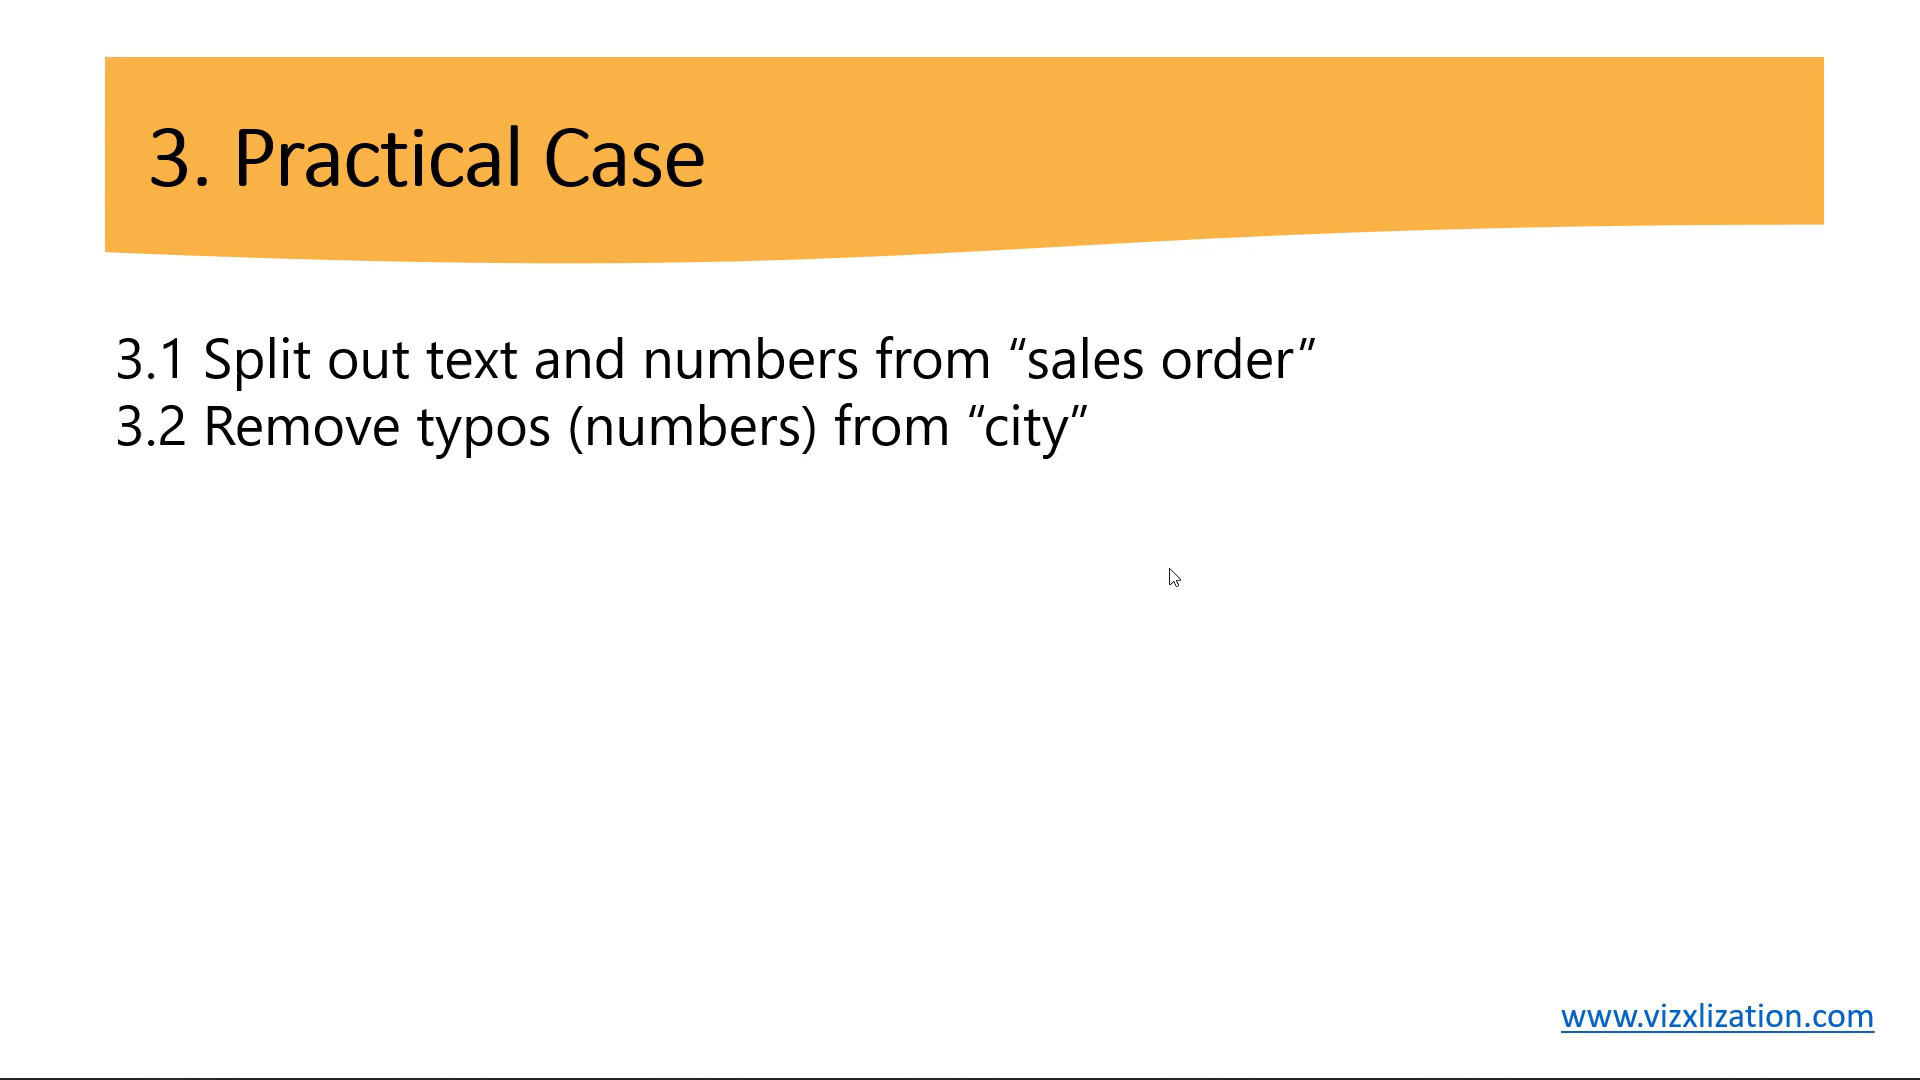 3. Practical Case
3.1 Split out text and numbers from “sales order”
3.2 Remove typos (numbers) from “city”
www.vizxlization.com